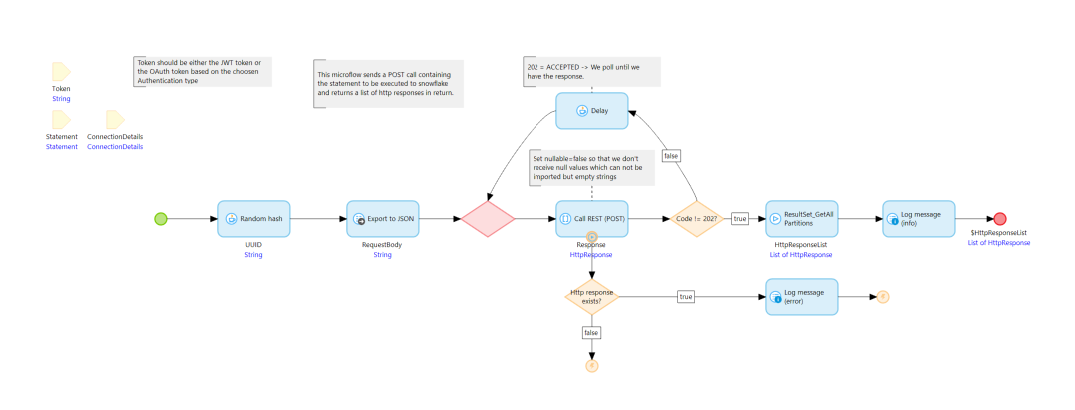 Token should be either the JWT token or
the OAuth token based on the choosen
Authentication type
This microflow sends a POST call containing
the statement to be executed to snowflake
and returns a list of http responses in return.
202 = ACCEPTED -> We poll until we
have the response.
Token
String
Statement
Statement
ConnectionDetails
ConnectionDetails
Delay
false
Set nullable=false so that we don't
receive null values which can not be
imported but empty strings
Random hash
UUID
String
Export to JSON
RequestBody
String
Call REST (POST)
Response
HttpResponse
Code != 202?
true
ResultSet_GetAll
Partitions
HttpResponseList
List of HttpResponse
Log message
(info)
$HttpResponseList
List of HttpResponse
Http response
exists?
true
Log message
(error)
false